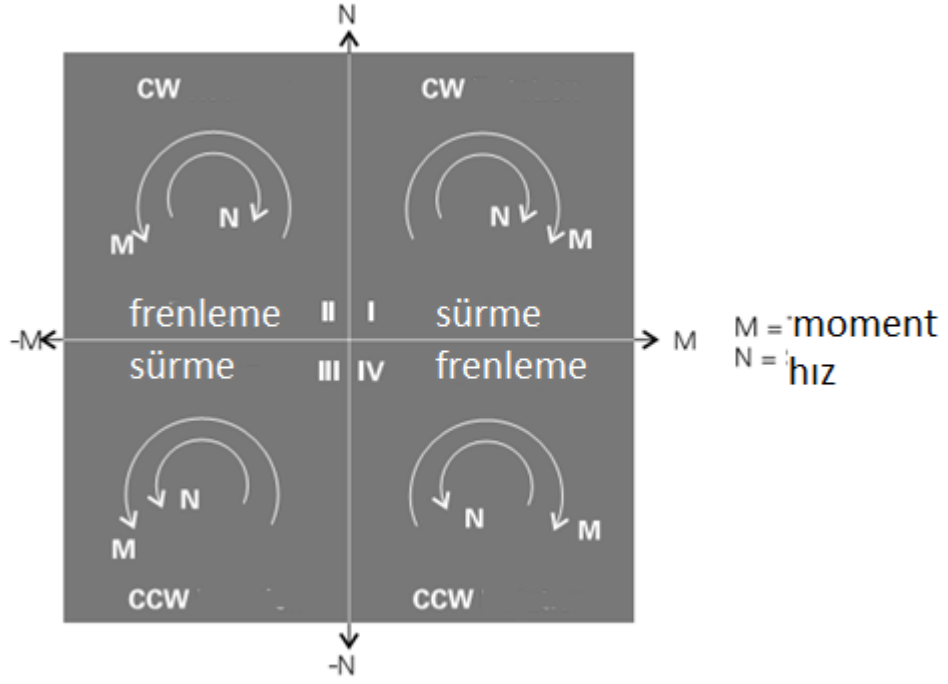 N
CW
CW
M
N
N
M
frenleme
II
I
sürme
-M
M
M = moment
sürme
III
IV
frenleme
N = hız
N
M
N
M
CCW
CCW
-N